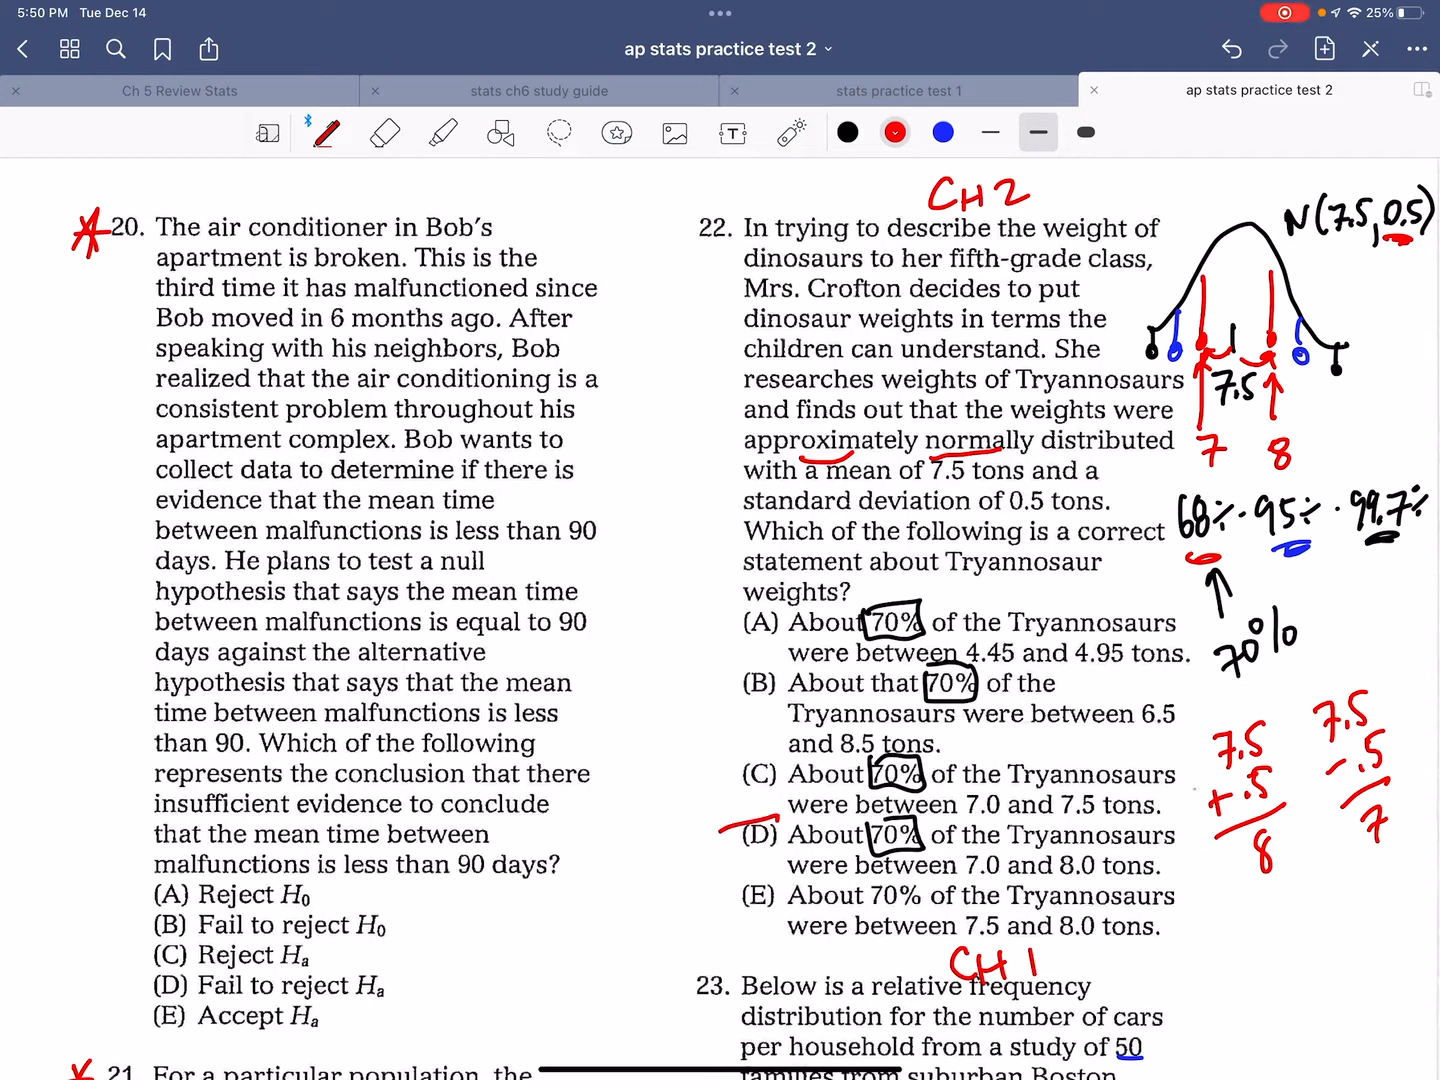 5:50 PM Tue Dec 14
25%
ap stats practice test 2
Ch 5 Review Stats
stats ch6 study guide
stats practice test 1
ap stats practice test 2
20. The air conditioner in Bob's
apartment is broken. This is the
third time it has malfunctioned since
Bob moved in 6 months ago. After
speaking with his neighbors, Bob
realized that the air conditioning is a
consistent problem throughout his
apartment complex. Bob wants to
collect data to determine if there is
evidence that the mean time
between malfunctions is less than 90
days. He plans to test a null
hypothesis that says the mean time
between malfunctions is equal to 90
days against the alternative
hypothesis that says that the mean
time between malfunctions is less
than 90. Which of the following
represents the conclusion that there
insufficient evidence to conclude
that the mean time between
malfunctions is less than 90 days?
(A) Reject H₀
(B) Fail to reject H₀
(C) Reject Hₐ
(D) Fail to reject Hₐ
(E) Accept Hₐ
21. For a particular population, the
CH 2
22. In trying to describe the weight of
dinosaurs to her fifth-grade class,
Mrs. Crofton decides to put
dinosaur weights in terms the
children can understand. She
researches weights of Tryannosaurs
and finds out that the weights were
approximately normally distributed
with a mean of 7.5 tons and a
standard deviation of 0.5 tons.
Which of the following is a correct
statement about Tryannosaur
weights?
(A) About 70% of the Tryannosaurs
were between 4.45 and 4.95 tons.
(B) About that 70% of the
Tryannosaurs were between 6.5
and 8.5 tons.
(C) About 70% of the Tryannosaurs
were between 7.0 and 7.5 tons.
(D) About 70% of the Tryannosaurs
were between 7.0 and 8.0 tons.
(E) About 70% of the Tryannosaurs
were between 7.5 and 8.0 tons.
CH 1
23. Below is a relative frequency
distribution for the number of cars
per household from a study of 50
families from suburban Boston
N(7.5, 0.5)
7.5
7 8
68% · 95% · 99.7%
70%
7.5
+ .5
8
7.5
- .5
7